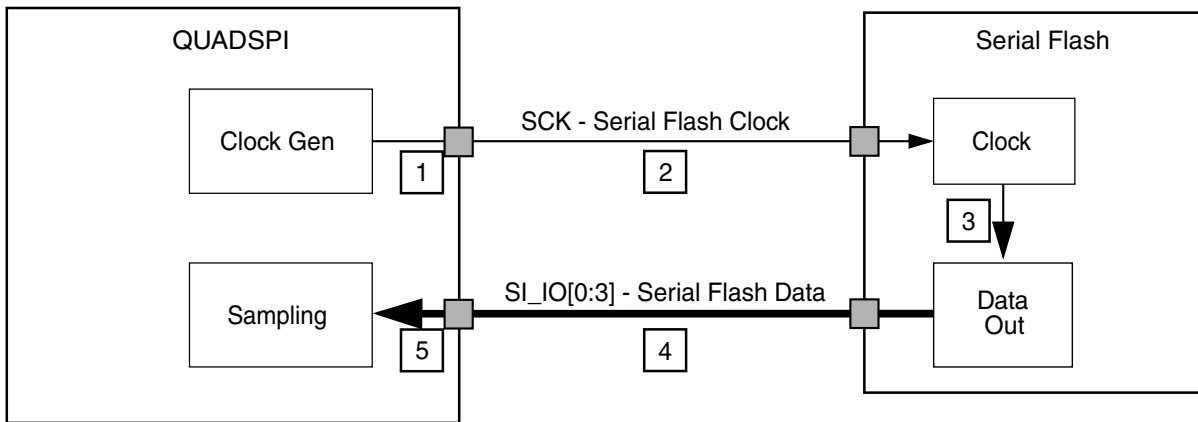 QUADSPI
Serial Flash
Clock Gen
SCK - Serial Flash Clock
Clock
1
2
3
Sampling
SI_IO[0:3] - Serial Flash Data
Data
Out
5
4